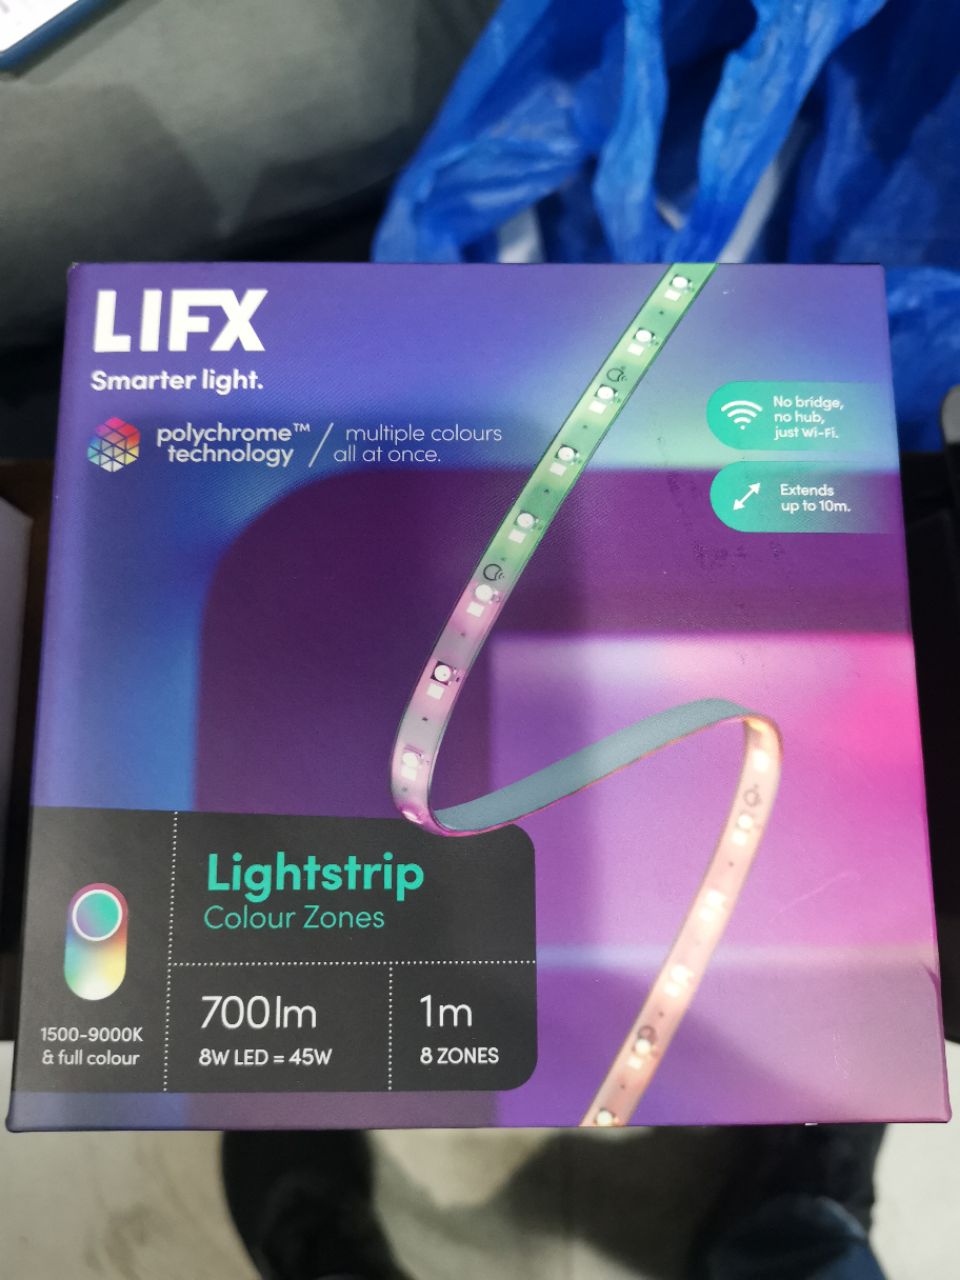 LIFX
Smarter light.
polychrome™ technology / multiple colours all at once.
No bridge,
no hub,
just Wi-Fi.
Extends
up to 10m.
Lightstrip
Colour Zones
1500-9000K
& full colour
700lm
8W LED = 45W
1m
8 ZONES